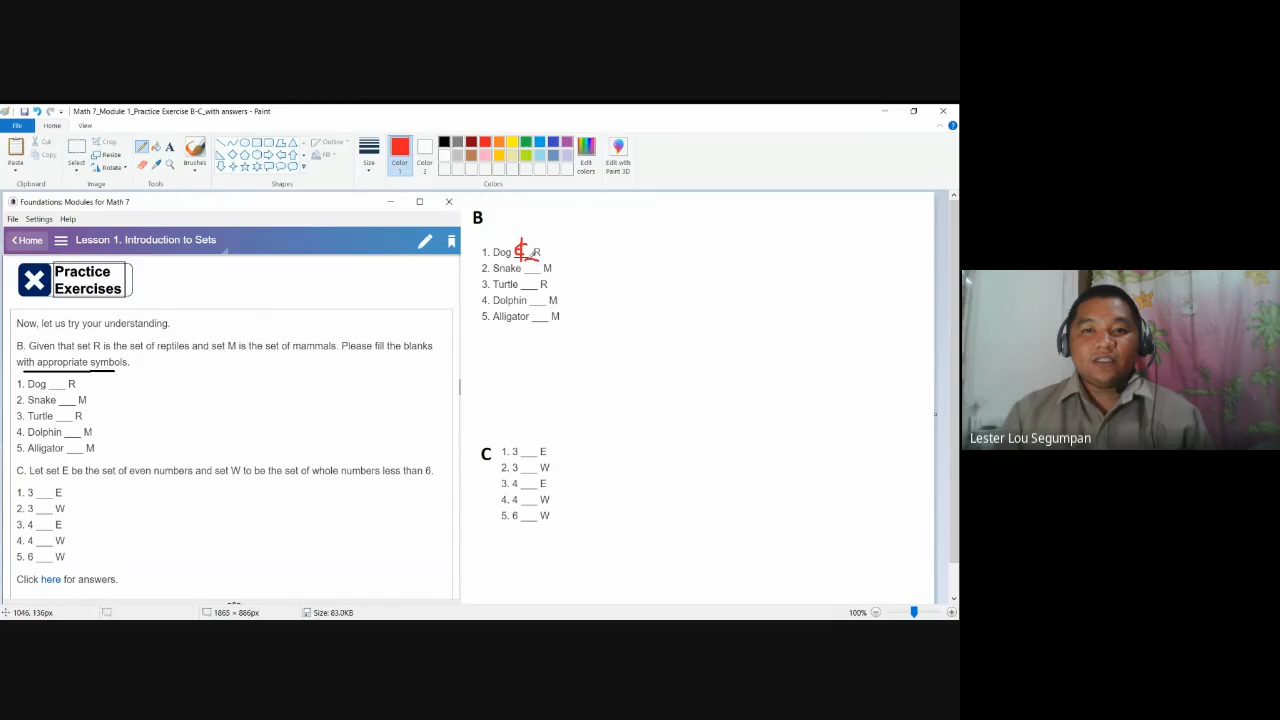 Math 7_Module 1_Practice Exercise B-C_with answers - Paint
File Home View
Paste
Cut
Copy
Clipboard
Select
Crop
Resize
Rotate
Image
Tools
Brushes
Shapes
Outline
Fill
Size
Color 1
Color 2
Colors
Edit colors
Edit with Paint 3D
Foundations: Modules for Math 7
File Settings Help
Home Lesson 1. Introduction to Sets
Practice
Exercises
Now, let us try your understanding.
B. Given that set R is the set of reptiles and set M is the set of mammals. Please fill the blanks
with appropriate symbols.
1. Dog ___ R
2. Snake ___ M
3. Turtle ___ R
4. Dolphin ___ M
5. Alligator ___ M
C. Let set E be the set of even numbers and set W to be the set of whole numbers less than 6.
1. 3 ___ E
2. 3 ___ W
3. 4 ___ E
4. 4 ___ W
5. 6 ___ W
Click here for answers.
B
1. Dog ∉ R
2. Snake ___ M
3. Turtle ___ R
4. Dolphin ___ M
5. Alligator ___ M
C
1. 3 ___ E
2. 3 ___ W
3. 4 ___ E
4. 4 ___ W
5. 6 ___ W
1046, 136px
1865 × 866px
Size: 83.0KB
100%
Lester Lou Segumpan